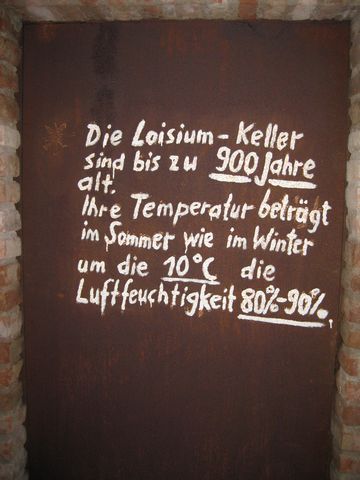 Die Loisium-Keller
sind bis zu 900 Jahre
alt.
Ihre Temperatur beträgt
im Sommer wie im Winter
um die 10°C die
Luftfeuchtigkeit 80%-90%.